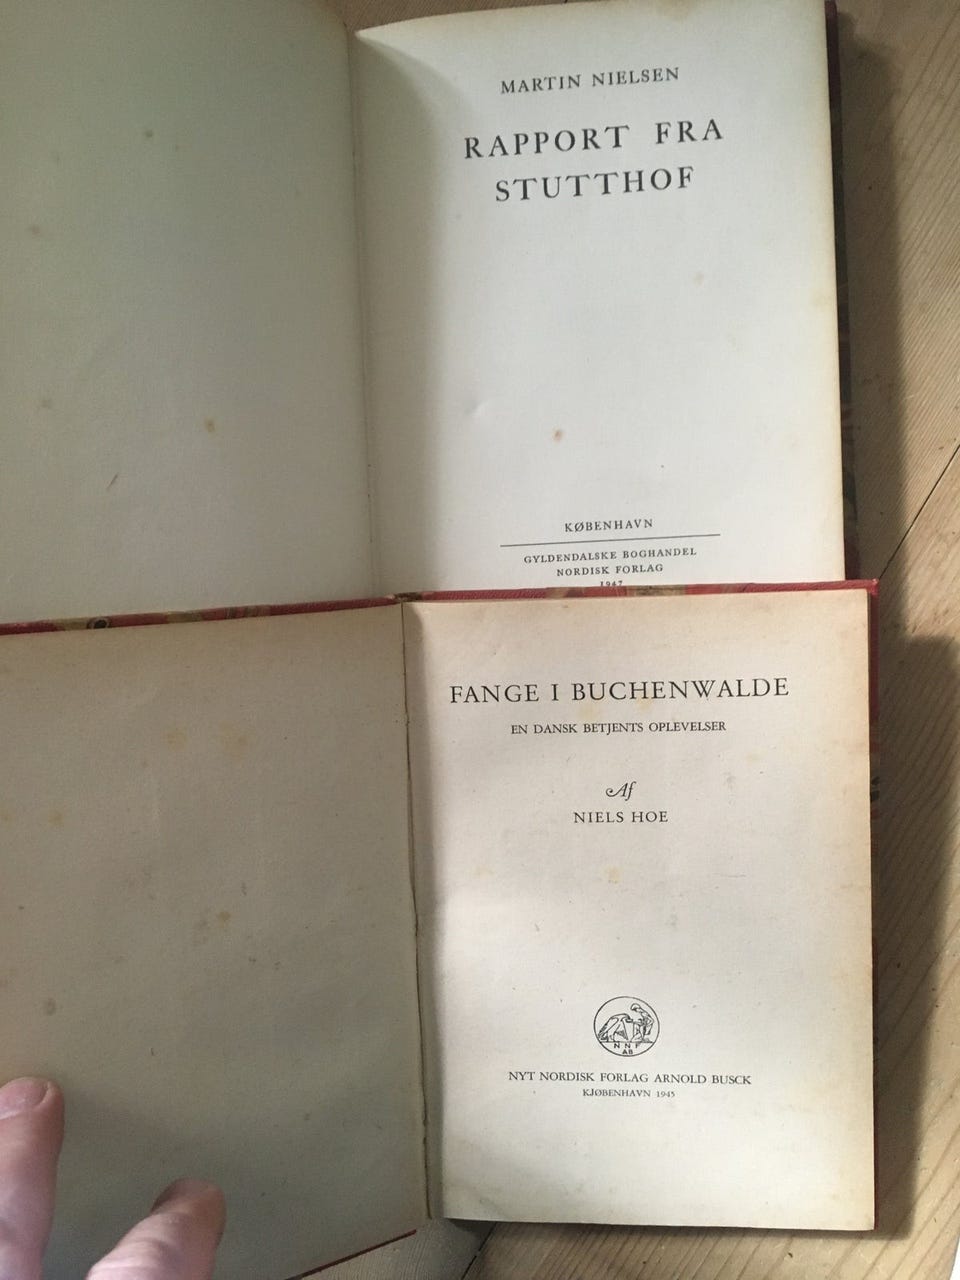 MARTIN NIELSEN
RAPPORT FRA
STUTTHOF
KØBENHAVN
GYLDENDALSKE BOGHANDEL
NORDISK FORLAG
1947
FANGE I BUCHENWALDE
EN DANSK BETJENTS OPLEVELSER
Af
NIELS HOE
N N F
AB
NYT NORDISK FORLAG ARNOLD BUSCK
KJØBENHAVN 1945